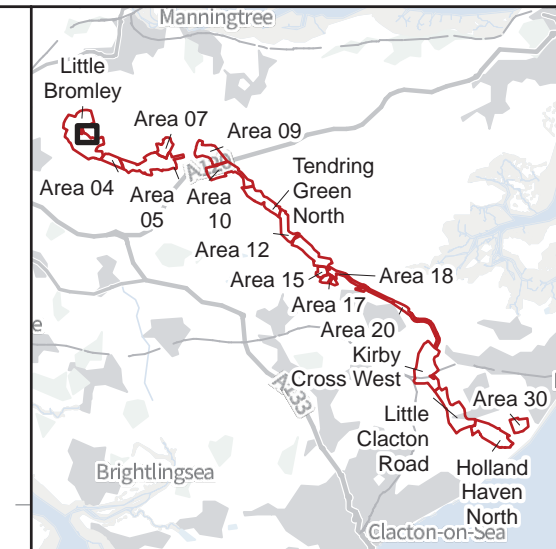 Manningtree
Little
Bromley
Area 07
Area 09
A120
Tendring
Green
North
Area 04
Area
05
Area
10
Area 12
Area 15
Area 18
Area 17
Area 20
e
Kirby
Cross West
A133
Area 30
Little
Clacton
Road
Brightlingsea
Holland
Haven
North
Clacton-on-Sea